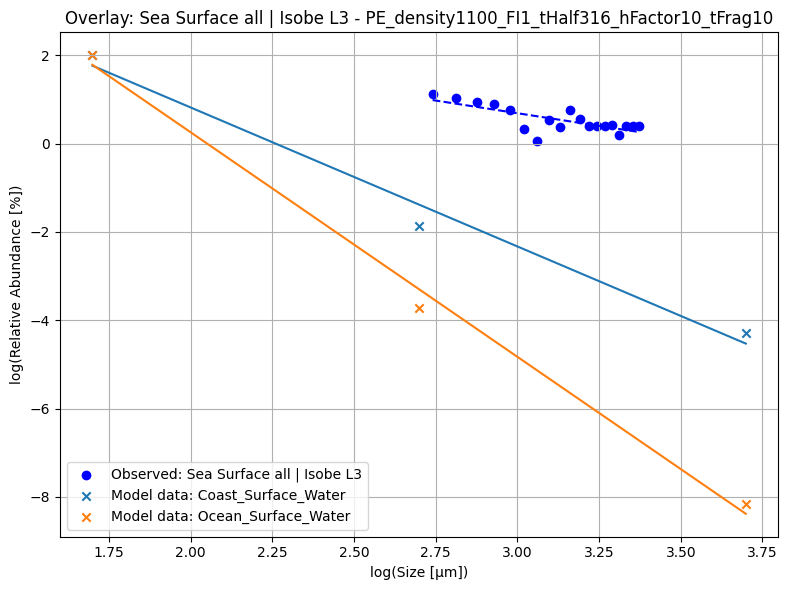 Overlay: Sea Surface all | Isobe L3 - PE_density1100_FI1_tHalf316_hFactor10_tFrag10
log(Relative Abundance [%])
2
0
−2
−4
−6
−8
Observed: Sea Surface all | Isobe L3
Model data: Coast_Surface_Water
Model data: Ocean_Surface_Water
1.75 2.00 2.25 2.50 2.75 3.00 3.25 3.50 3.75
log(Size [μm])